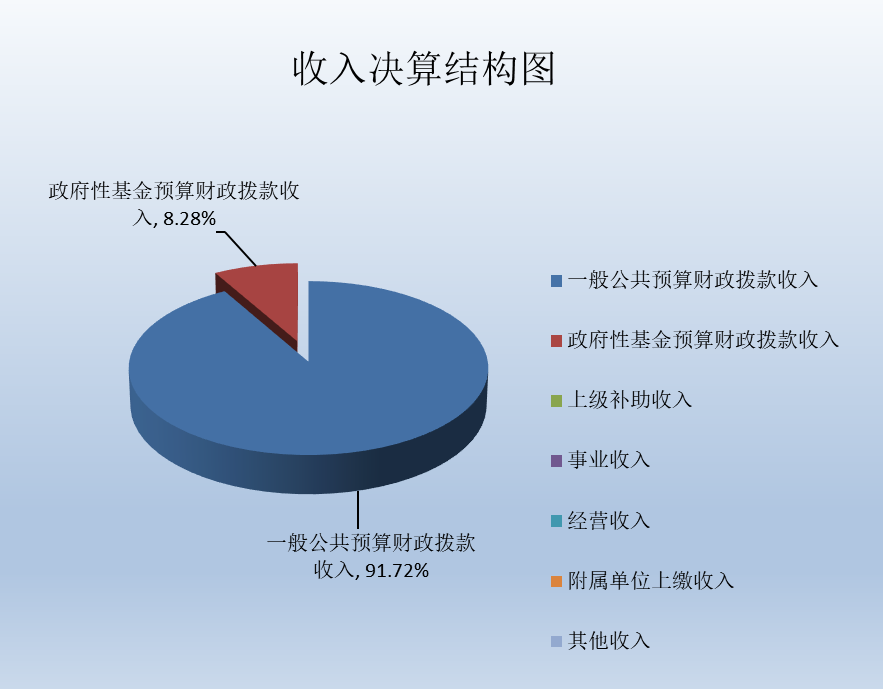 收入决算结构图
政府性基金预算财政拨款收
入, 8.28%
一般公共预算财政拨款
收入, 91.72%
一般公共预算财政拨款收入
政府性基金预算财政拨款收入
上级补助收入
事业收入
经营收入
附属单位上缴收入
其他收入